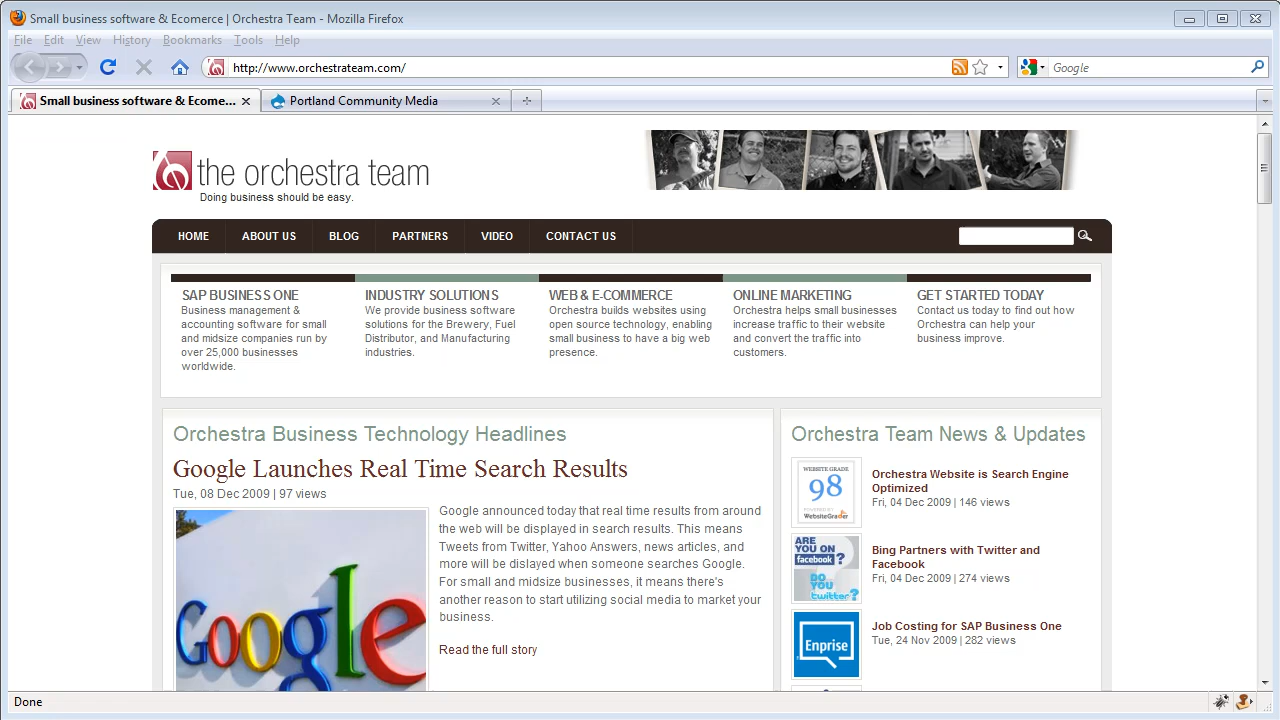 Small business software & Ecomerce | Orchestra Team - Mozilla Firefox
File Edit View History Bookmarks Tools Help
http://www.orchestrateam.com/
Google
Small business software & Ecome...
Portland Community Media
the orchestra team
Doing business should be easy.
HOME ABOUT US BLOG PARTNERS VIDEO CONTACT US
SAP BUSINESS ONE
Business management &
accounting software for small
and midsize companies run by
over 25,000 businesses
worldwide.
INDUSTRY SOLUTIONS
We provide business software
solutions for the Brewery, Fuel
Distributor, and Manufacturing
industries.
WEB & E-COMMERCE
Orchestra builds websites using
open source technology, enabling
small business to have a big web
presence.
ONLINE MARKETING
Orchestra helps small businesses
increase traffic to their website
and convert the traffic into
customers.
GET STARTED TODAY
Contact us today to find out how
Orchestra can help your
business improve.
Orchestra Business Technology Headlines
Google Launches Real Time Search Results
Tue, 08 Dec 2009 | 97 views
Google
Google announced today that real time results from around
the web will be displayed in search results. This means
Tweets from Twitter, Yahoo Answers, news articles, and
more will be dislayed when someone searches Google.
For small and midsize businesses, it means there's
another reason to start utilizing social media to market your
business.
Read the full story
Orchestra Team News & Updates
WEBSITE GRADE
98
POWERED BY
WebsiteGrader
Orchestra Website is Search Engine
Optimized
Fri, 04 Dec 2009 | 146 views
ARE YOU ON
facebook?
DO YOU
twitter?
Bing Partners with Twitter and
Facebook
Fri, 04 Dec 2009 | 274 views
Enprise
Job Costing for SAP Business One
Tue, 24 Nov 2009 | 282 views
Done